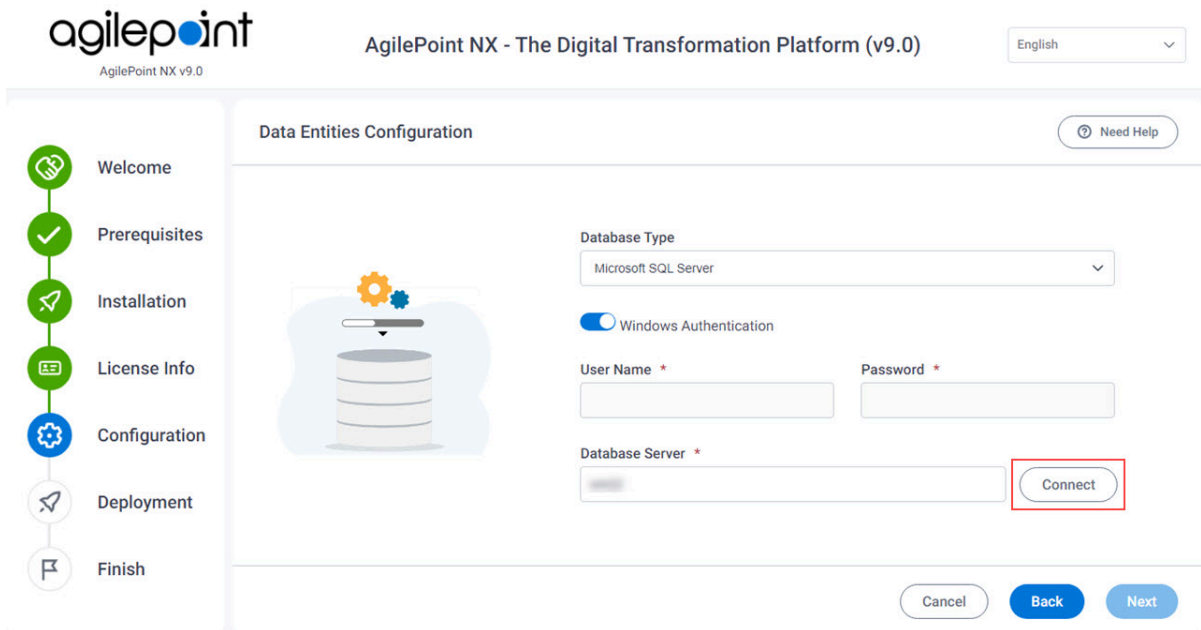 agilepoint
AgilePoint NX v9.0
AgilePoint NX - The Digital Transformation Platform (v9.0)
English
Welcome
Prerequisites
Installation
License Info
Configuration
Deployment
Finish
Data Entities Configuration
Need Help
Database Type
Microsoft SQL Server
Windows Authentication
User Name *
Password *
Database Server *
Connect
Cancel
Back
Next